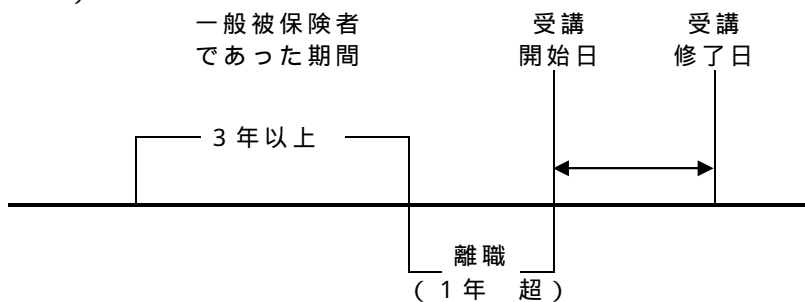 一般被保険者
であった期間
受講
開始日
受講
修了日
3年以上
離職
(1年 超)